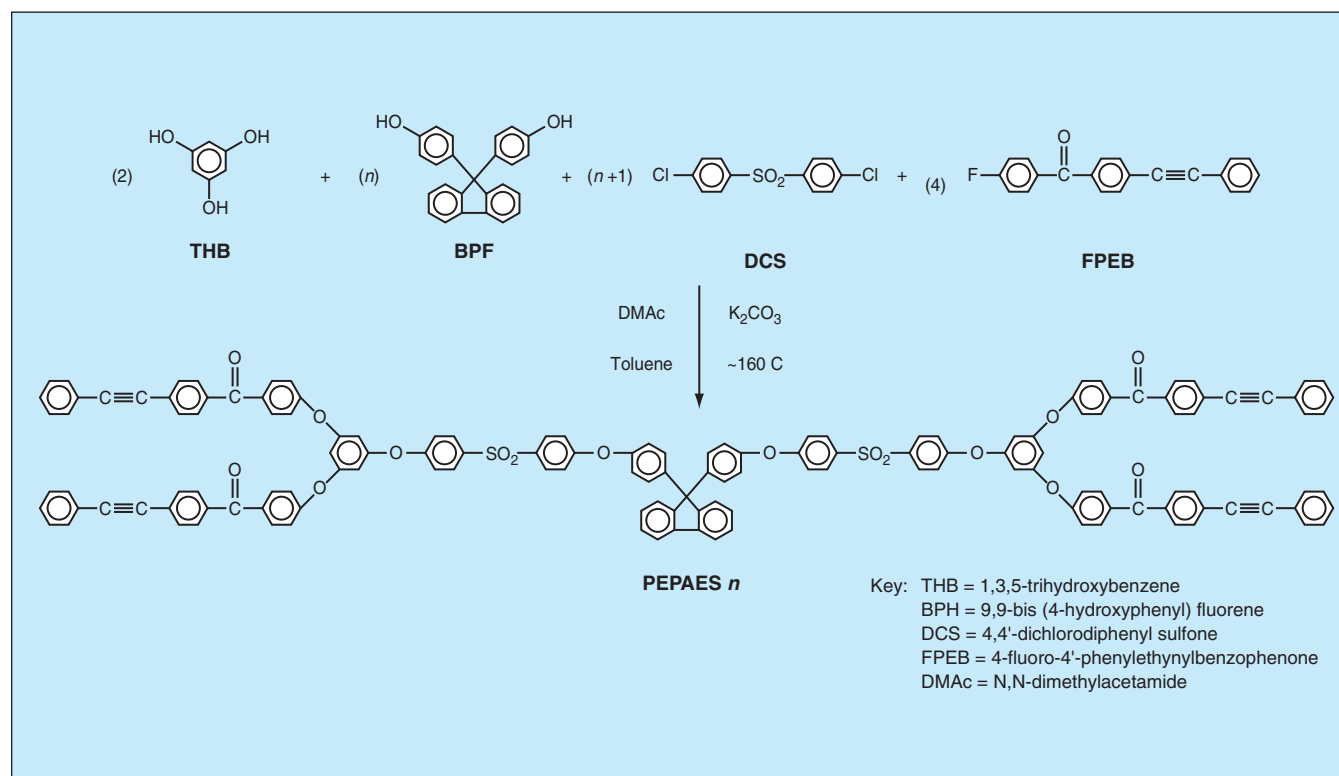 HO OH HO OH O
(2) + (n) + (n+1) Cl SO₂ Cl + (4) F C C≡C
OH
THB BPF DCS FPEB
DMAc K₂CO₃
Toluene ~160 C
O O
C≡C C C C≡C
O O
O SO₂ O O SO₂ O
O O O O
C≡C C C C≡C
PEPAES n
Key: THB = 1,3,5-trihydroxybenzene
BPH = 9,9-bis (4-hydroxyphenyl) fluorene
DCS = 4,4'-dichlorodiphenyl sulfone
FPEB = 4-fluoro-4'-phenylethynylbenzophenone
DMAc = N,N-dimethylacetamide